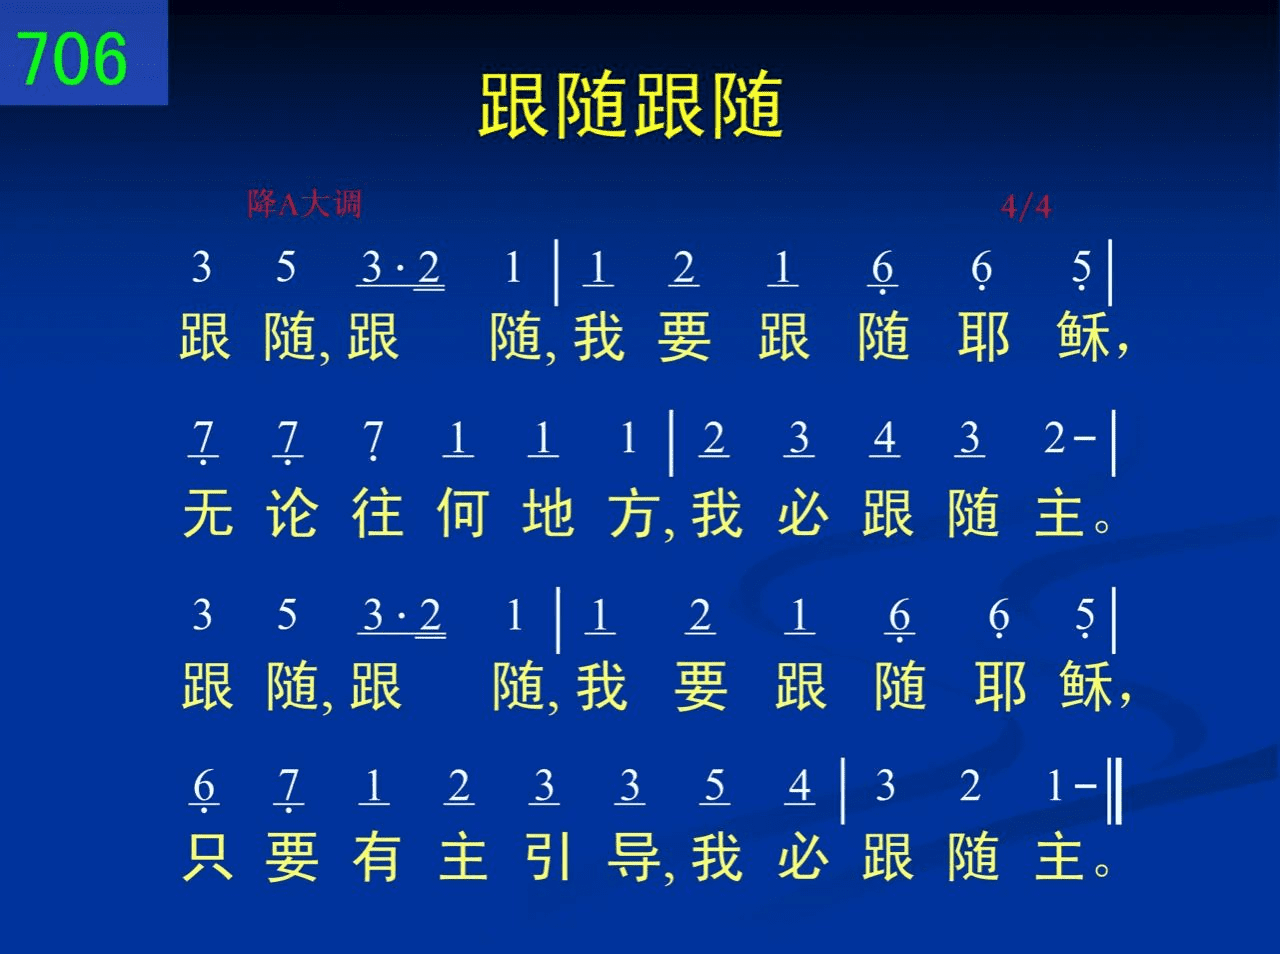 706
跟随跟随
降A大调 4/4
3 5 3·2 1 | 1 2 1 6 6 5 |
跟 随, 跟 随, 我 要 跟 随 耶 稣,
7 7 7 1 1 1 | 2 3 4 3 2- |
无 论 往 何 地 方, 我 必 跟 随 主。
3 5 3·2 1 | 1 2 1 6 6 5 |
跟 随, 跟 随, 我 要 跟 随 耶 稣,
6 7 1 2 3 3 5 4 | 3 2 1- ‖
只 要 有 主 引 导, 我 必 跟 随 主。